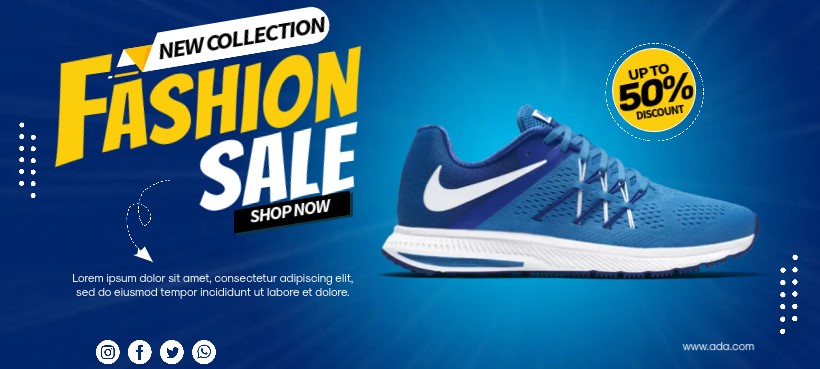 NEW COLLECTION
FASHION
SALE
SHOP NOW
UP TO
50%
DISCOUNT
Lorem ipsum dolor sit amet, consectetur adipiscing elit,
sed do eiusmod tempor incididunt ut labore et dolore.
www.ada.com